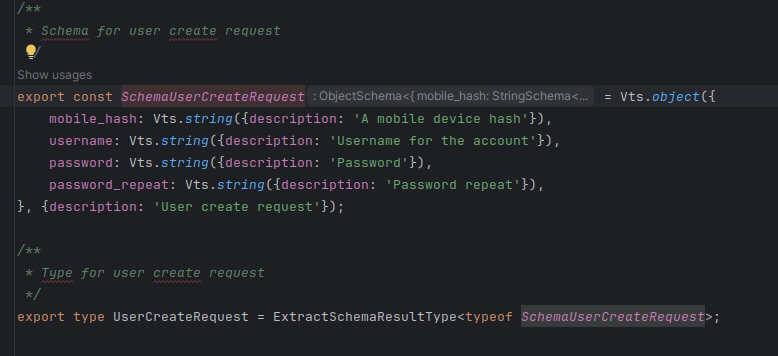 /**
 * Schema for user create request
 */
Show usages
export const SchemaUserCreateRequest : ObjectSchema<{ mobile_hash: StringSchema<... = Vts.object({
    mobile_hash: Vts.string({description: 'A mobile device hash'}),
    username: Vts.string({description: 'Username for the account'}),
    password: Vts.string({description: 'Password'}),
    password_repeat: Vts.string({description: 'Password repeat'}),
}, {description: 'User create request'});
/**
 * Type for user create request
 */
export type UserCreateRequest = ExtractSchemaResultType<typeof SchemaUserCreateRequest>;